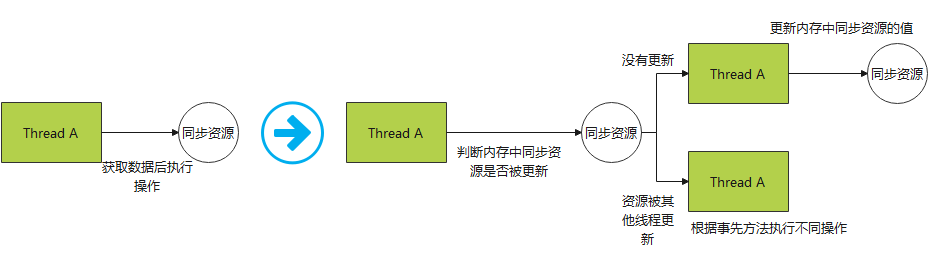 Thread A
同步资源
获取数据后执行
操作
Thread A
判断内存中同步资
源是否被更新
同步资源
没有更新
Thread A
更新内存中同步资源的值
同步资源
资源被其
他线程更
新
Thread A
根据事先方法执行不同操作